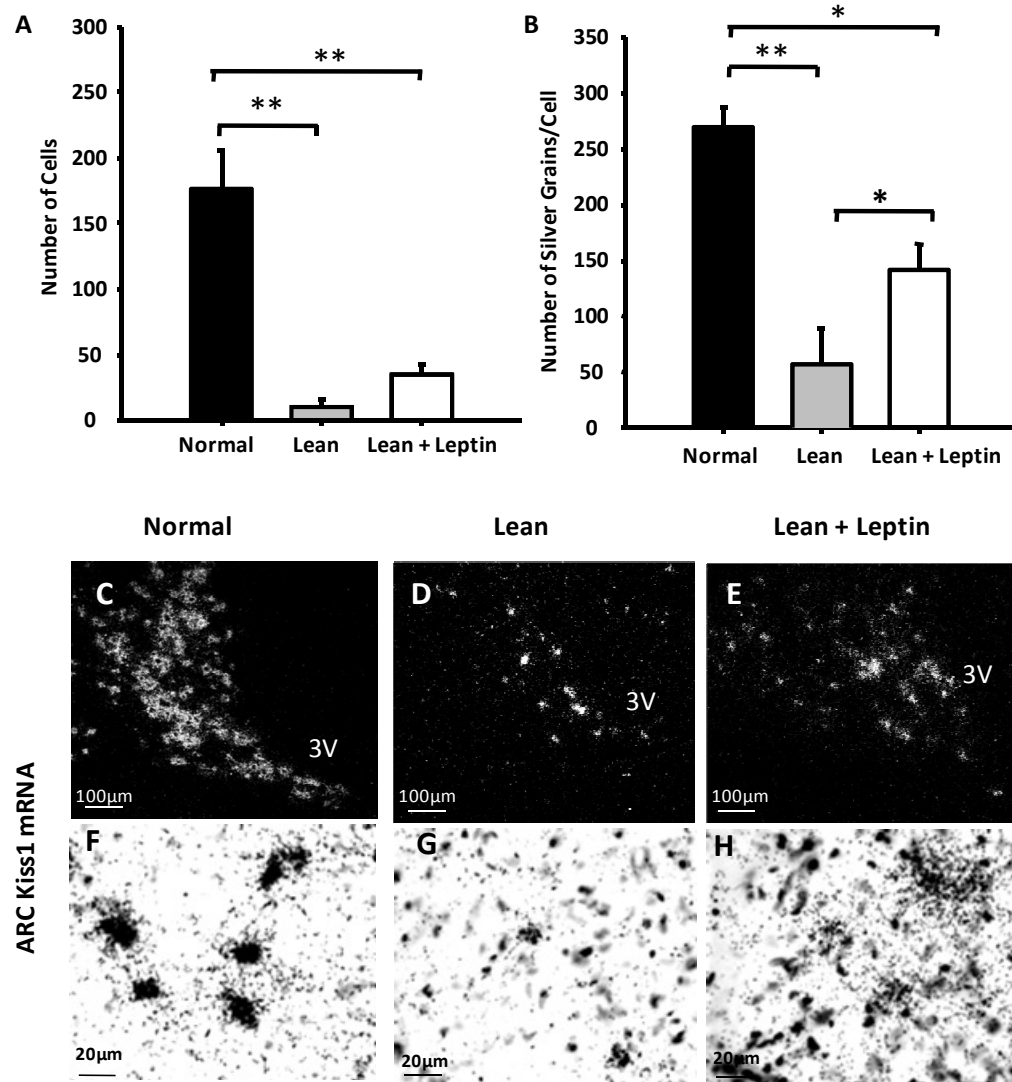 A
Number of Cells
300
250
200
150
100
50
0
**
**
Normal Lean Lean + Leptin
B
Number of Silver Grains/Cell
350
300
250
200
150
100
50
0
*
**
*
Normal Lean Lean + Leptin
Normal Lean Lean + Leptin
ARC Kiss1 mRNA
C
3V
100μm
D
3V
100μm
E
3V
100μm
F
20μm
G
20μm
H
20μm